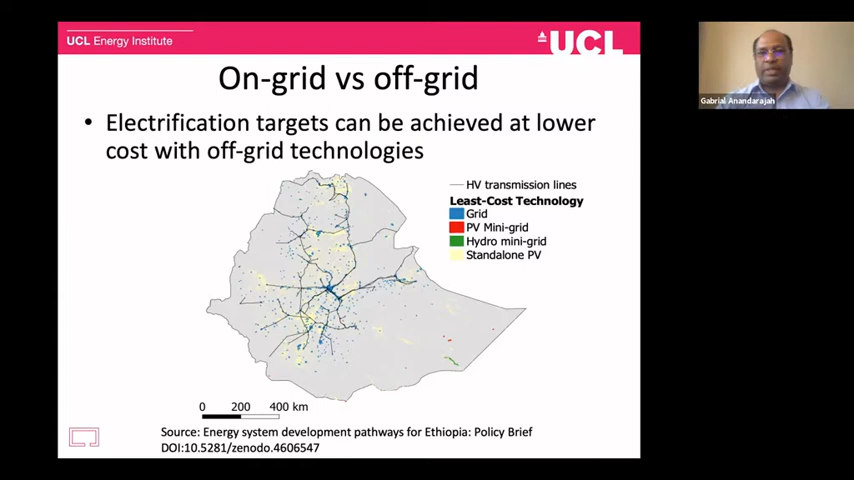 UCL Energy Institute
UCL
On-grid vs off-grid
• Electrification targets can be achieved at lower
cost with off-grid technologies
HV transmission lines
Least-Cost Technology
Grid
PV Mini-grid
Hydro mini-grid
Standalone PV
0 200 400 km
Source: Energy system development pathways for Ethiopia: Policy Brief
DOI:10.5281/zenodo.4606547
Gabrial Anandarajah